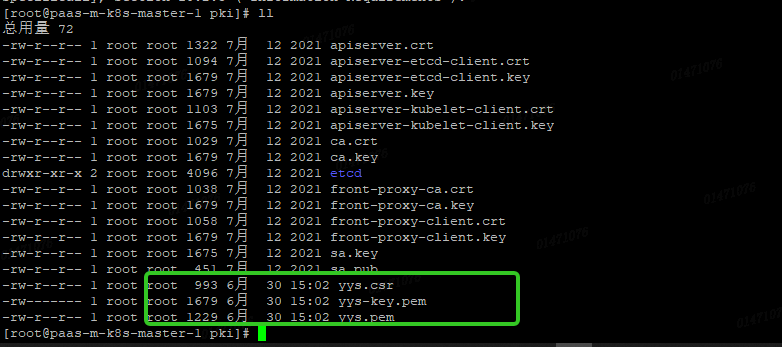 [root@paas-m-k8s-master-1 pki]# ll
总用量 72
-rw-r--r-- 1 root root 1322 7月  12 2021 apiserver.crt
-rw-r--r-- 1 root root 1094 7月  12 2021 apiserver-etcd-client.crt
-rw-r--r-- 1 root root 1679 7月  12 2021 apiserver-etcd-client.key
-rw-r--r-- 1 root root 1679 7月  12 2021 apiserver.key
-rw-r--r-- 1 root root 1103 7月  12 2021 apiserver-kubelet-client.crt
-rw-r--r-- 1 root root 1675 7月  12 2021 apiserver-kubelet-client.key
-rw-r--r-- 1 root root 1029 7月  12 2021 ca.crt
-rw-r--r-- 1 root root 1679 7月  12 2021 ca.key
drwxr-xr-x 2 root root 4096 7月  12 2021 etcd
-rw-r--r-- 1 root root 1038 7月  12 2021 front-proxy-ca.crt
-rw-r--r-- 1 root root 1679 7月  12 2021 front-proxy-ca.key
-rw-r--r-- 1 root root 1058 7月  12 2021 front-proxy-client.crt
-rw-r--r-- 1 root root 1679 7月  12 2021 front-proxy-client.key
-rw-r--r-- 1 root root 1675 7月  12 2021 sa.key
-rw-r--r-- 1 root root  451 7月  12 2021 sa.pub
-rw-r--r-- 1 root root  993 6月  30 15:02 yys.csr
-rw------- 1 root root 1679 6月  30 15:02 yys-key.pem
-rw-r--r-- 1 root root 1229 6月  30 15:02 yys.pem
[root@paas-m-k8s-master-1 pki]#
01471076
01471076
01471076